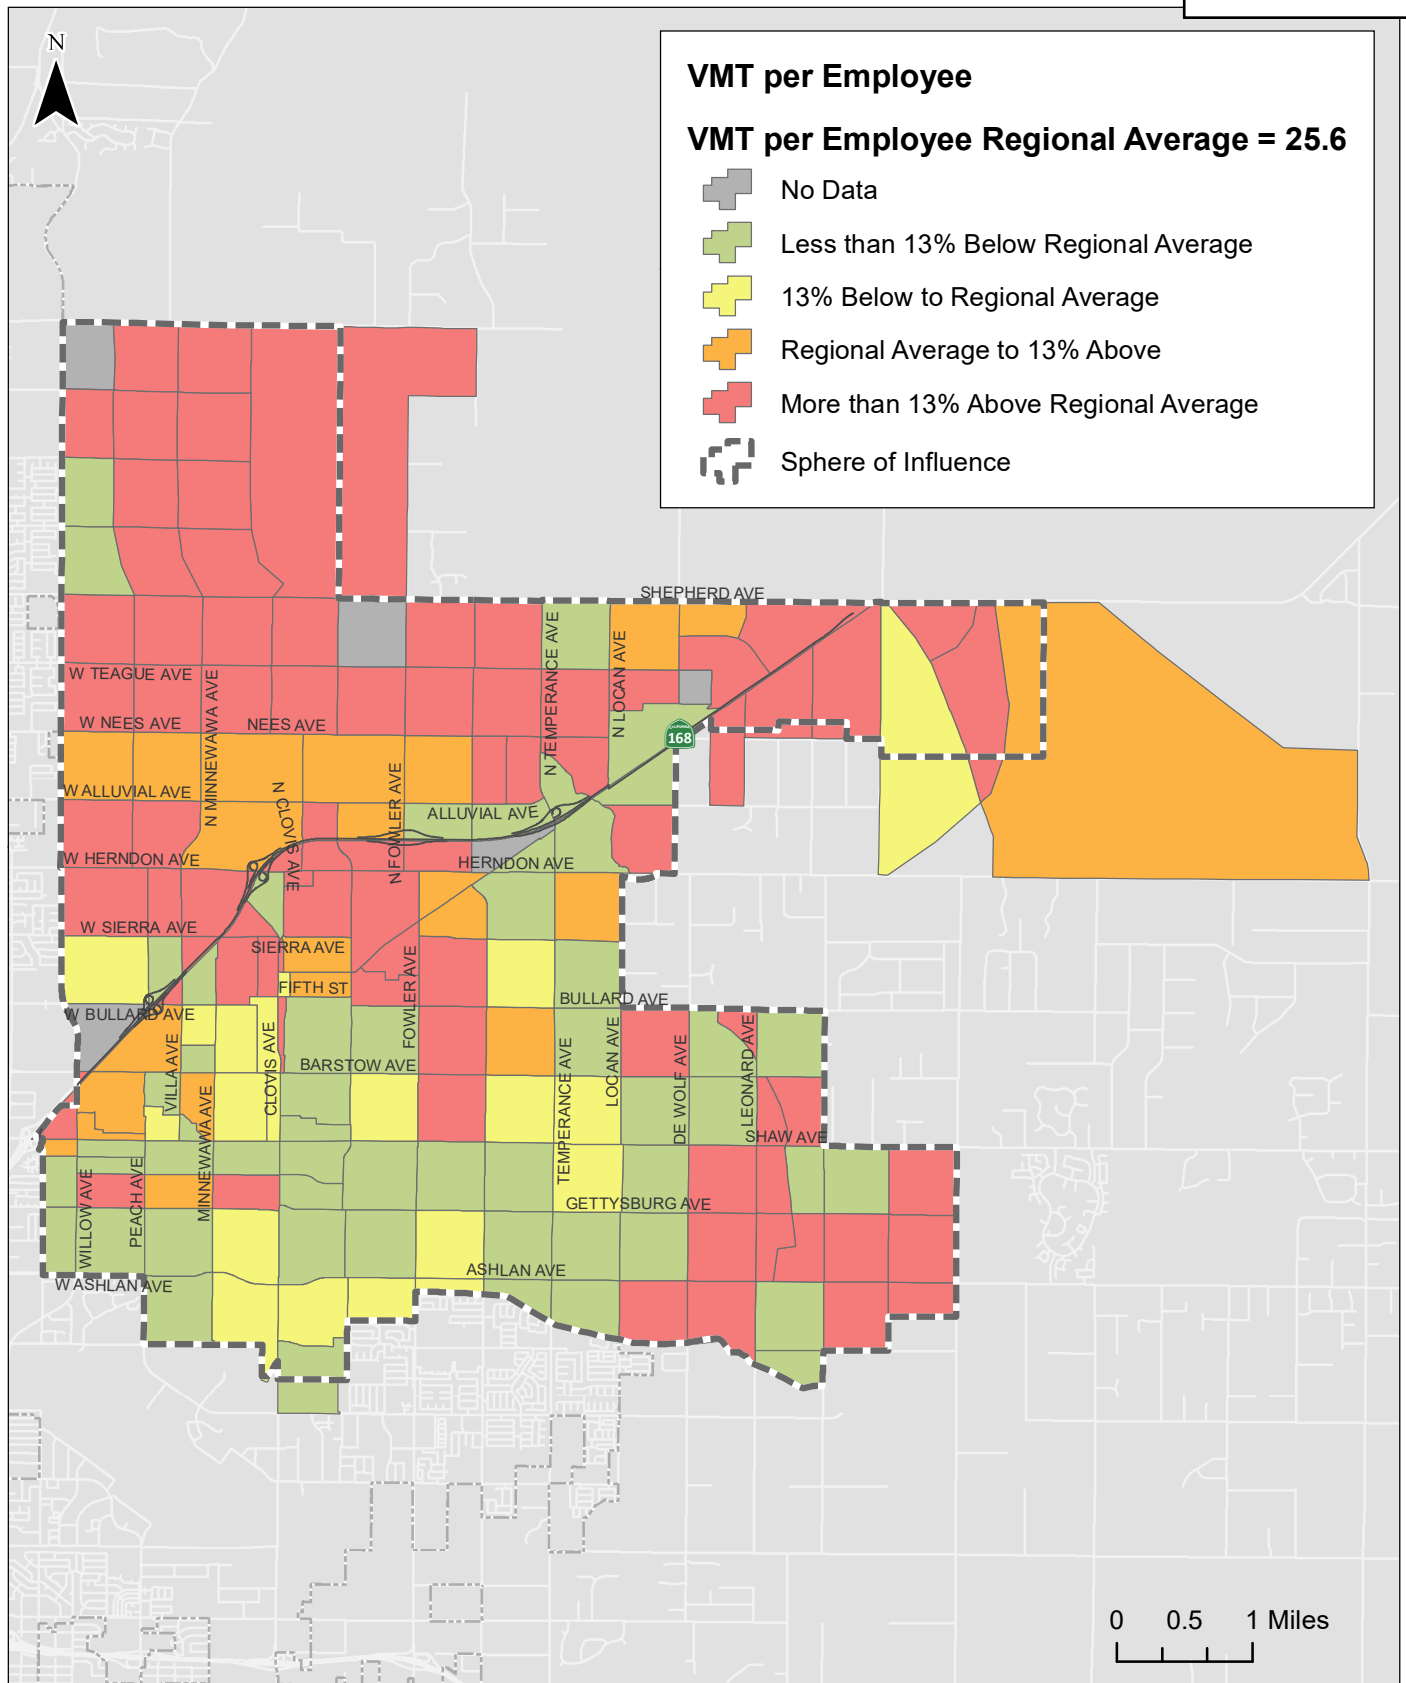 N
VMT per Employee
VMT per Employee Regional Average = 25.6
No Data
Less than 13% Below Regional Average
13% Below to Regional Average
Regional Average to 13% Above
More than 13% Above Regional Average
Sphere of Influence
SHEPHERD AVE
N TEMPERANCE AVE
N LOCAN AVE
W TEAGUE AVE
N MINNEWAWA AVE
W NEES AVE
NEES AVE
CALIFORNIA
168
W ALLUVIAL AVE
N CLOVIS AVE
N FOWLER AVE
ALLUVIAL AVE
W HERNDON AVE
HERNDON AVE
W SIERRA AVE
SIERRA AVE
FOWLER AVE
FIFTH ST
BULLARD AVE
W BULLARD AVE
VILLA AVE
CLOVIS AVE
BARSTOW AVE
TEMPERANCE AVE
LOCAN AVE
DE WOLF AVE
LEONARD AVE
MINNEWAWA AVE
SHAW AVE
WILLOW AVE
PEACH AVE
GETTYSBURG AVE
ASHLAN AVE
W ASHLAN AVE
0 0.5 1 Miles